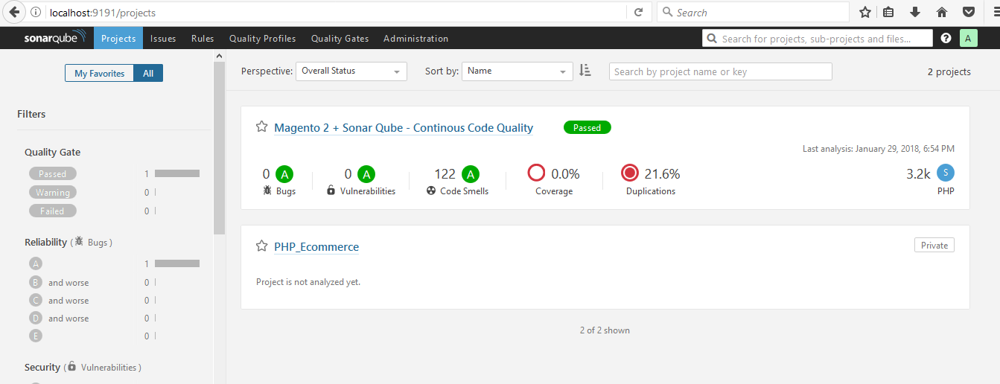 localhost:9191/projects
Search
sonarqube Projects Issues Rules Quality Profiles Quality Gates Administration
Search for projects, sub-projects and files...
? A
My Favorites All
Perspective: Overall Status Sort by: Name Search by project name or key 2 projects
Filters
Quality Gate
Passed 1
Warning 0
Failed 0
Reliability ( Bugs )
A 1
B and worse 0
C and worse 0
D and worse 0
E 0
Security ( Vulnerabilities )
Magento 2 + Sonar Qube - Continous Code Quality Passed
Last analysis: January 29, 2018, 6:54 PM
0 A 0 A 122 A 0.0% 21.6% 3.2k S
Bugs Vulnerabilities Code Smells Coverage Duplications PHP
PHP_Ecommerce Private
Project is not analyzed yet.
2 of 2 shown